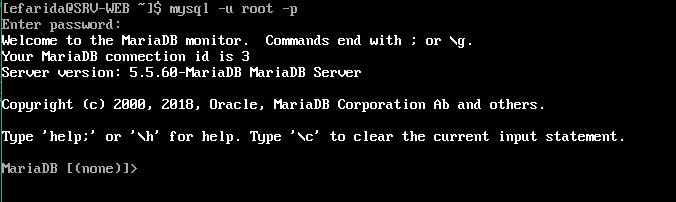 [efarida@SRV-WEB ~]$ mysql -u root -p
Enter password:
Welcome to the MariaDB monitor.  Commands end with ; or \g.
Your MariaDB connection id is 3
Server version: 5.5.60-MariaDB MariaDB Server
Copyright (c) 2000, 2018, Oracle, MariaDB Corporation Ab and others.
Type 'help;' or '\h' for help. Type '\c' to clear the current input statement.
MariaDB [(none)]>